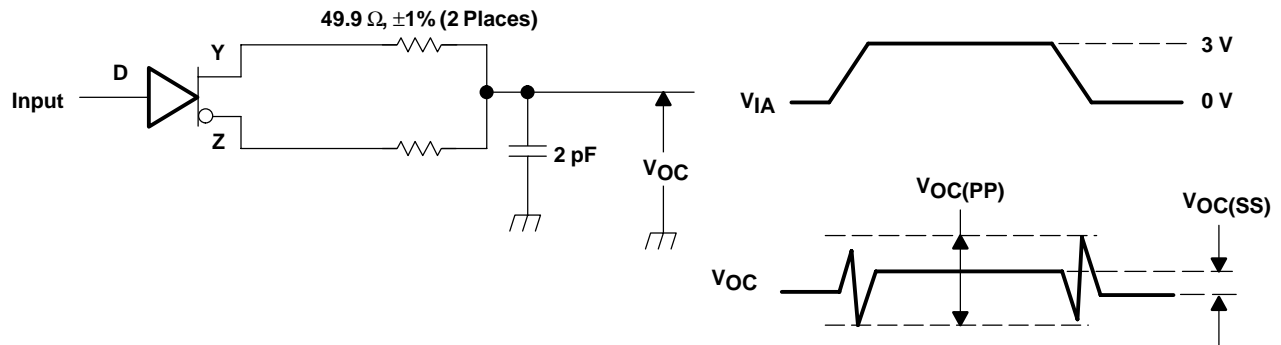 49.9 Ω, ±1% (2 Places)
Y
D
Input
Z
2 pF
VOC
3 V
VIA
0 V
VOC(PP)
VOC(SS)
VOC